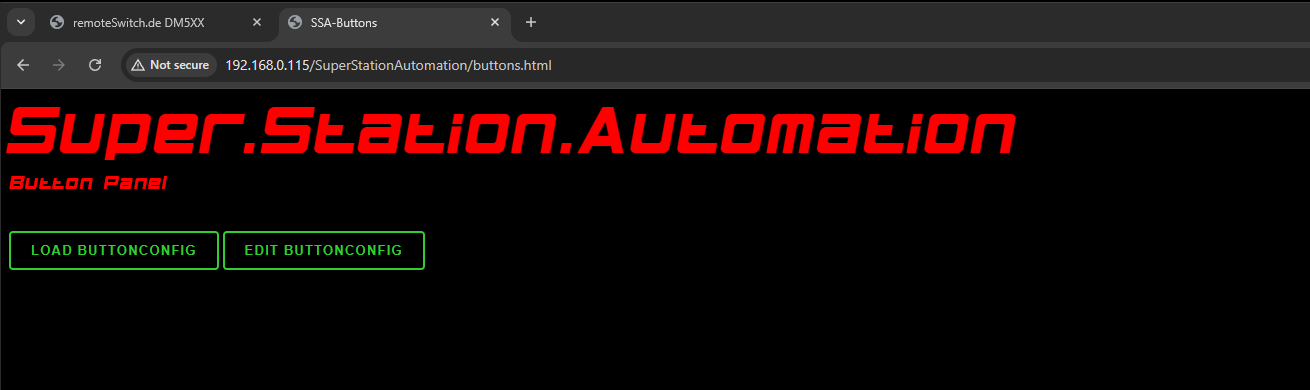 remoteSwitch.de DM5XX
SSA-Buttons
Not secure
192.168.0.115/SuperStationAutomation/buttons.html
Super.Station.Automation
Button Panel
LOAD BUTTONCONFIG
EDIT BUTTONCONFIG